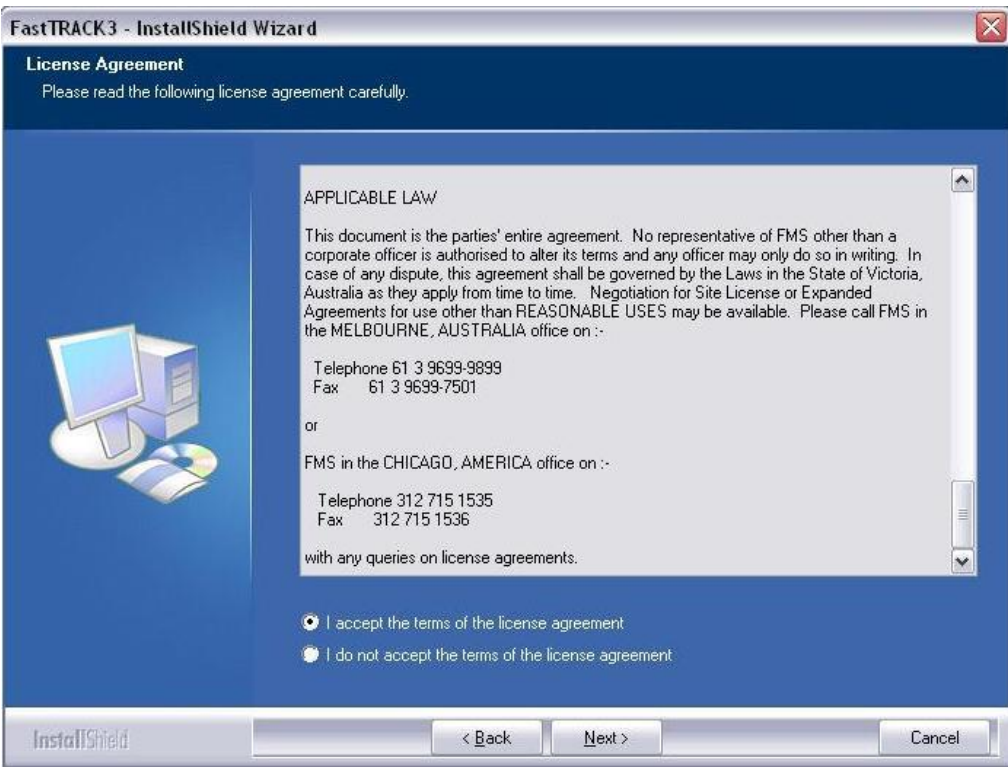 FastTRACK3 - InstallShield Wizard
License Agreement
Please read the following license agreement carefully.
APPLICABLE LAW
This document is the parties' entire agreement.  No representative of FMS other than a
corporate officer is authorised to alter its terms and any officer may only do so in writing.  In
case of any dispute, this agreement shall be governed by the Laws in the State of Victoria,
Australia as they apply from time to time.   Negotiation for Site License or Expanded
Agreements for use other than REASONABLE USES may be available.  Please call FMS in
the MELBOURNE, AUSTRALIA office on :-
Telephone 61 3 9699-9899
Fax 61 3 9699-7501
or
FMS in the CHICAGO, AMERICA office on :-
Telephone 312 715 1535
Fax 312 715 1536
with any queries on license agreements.
I accept the terms of the license agreement
I do not accept the terms of the license agreement
InstallShield
< Back
Next >
Cancel